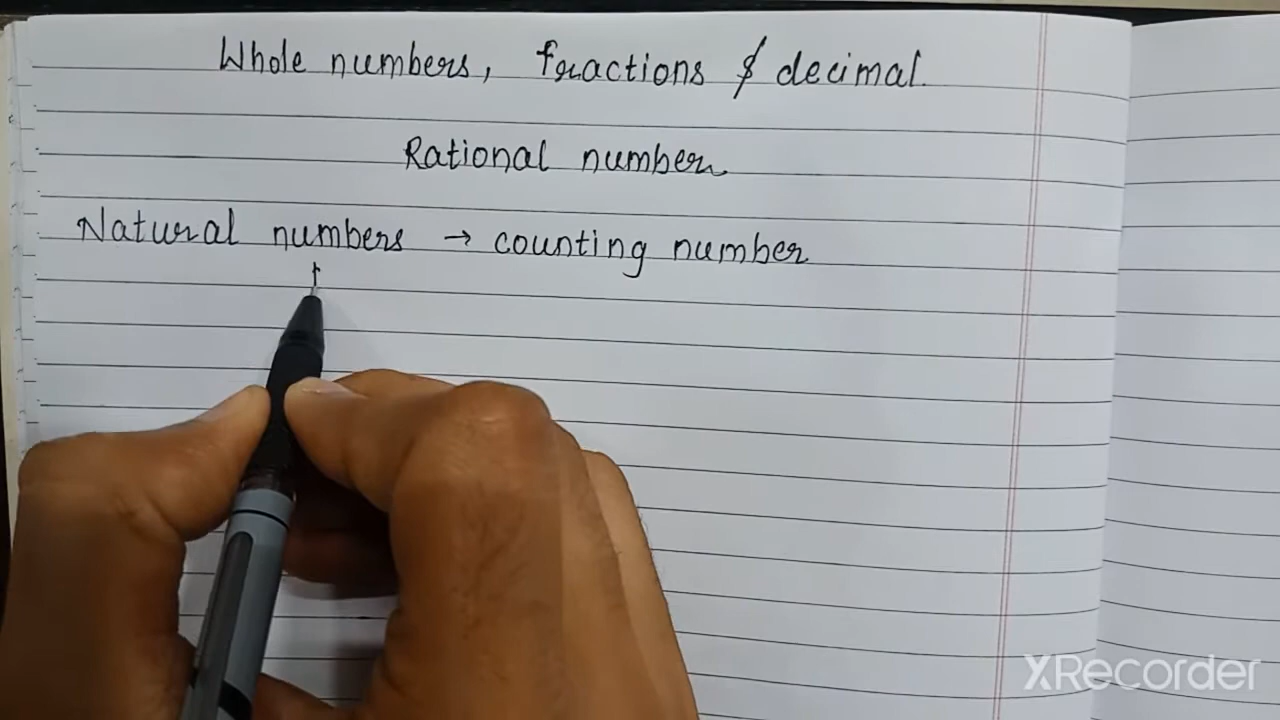 Whole numbers, fractions & decimal.
Rational number
Natural numbers → counting number
XRecorder